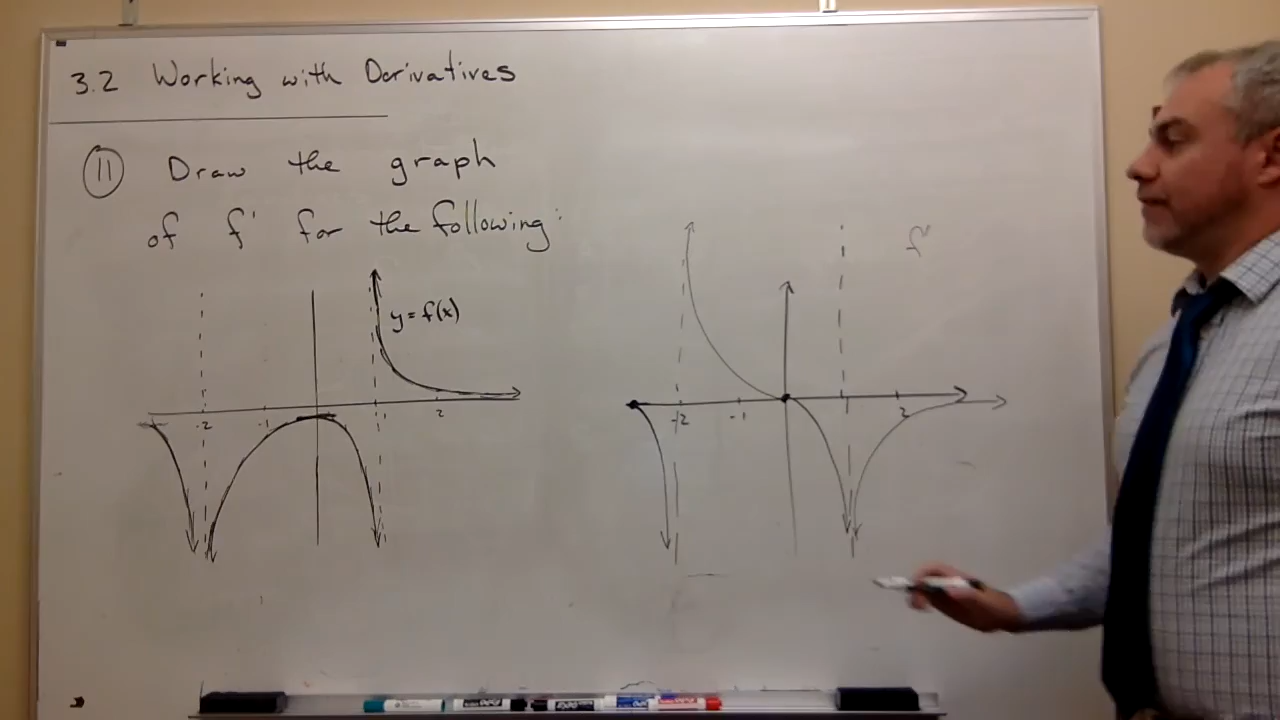 3.2 Working with Derivatives
11 Draw the graph
of f' for the following:
y = f(x)
-2 -1 2
f'
-2 -1 2